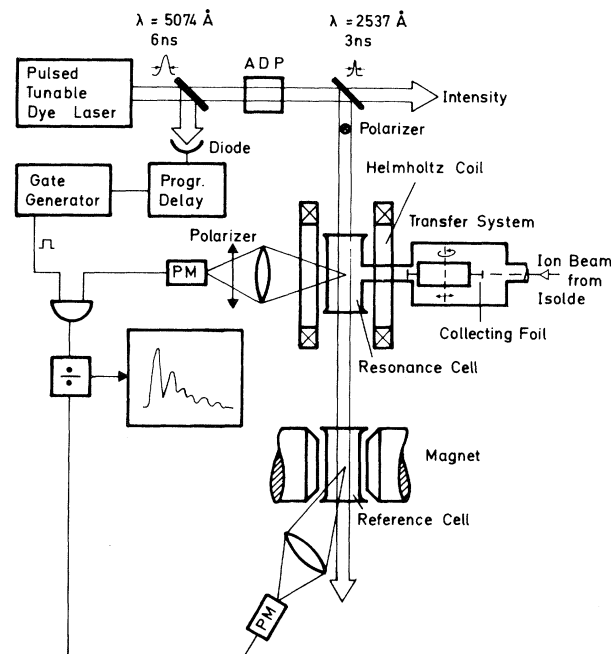 λ = 5074 Å
6ns
λ = 2537 Å
3ns
Pulsed
Tunable
Dye Laser
ADP
Intensity
Polarizer
Diode
Helmholtz Coil
Gate
Generator
Progr.
Delay
Transfer System
Polarizer
PM
Ion Beam
from
Isolde
Collecting Foil
Resonance Cell
÷
Magnet
Reference Cell
PM